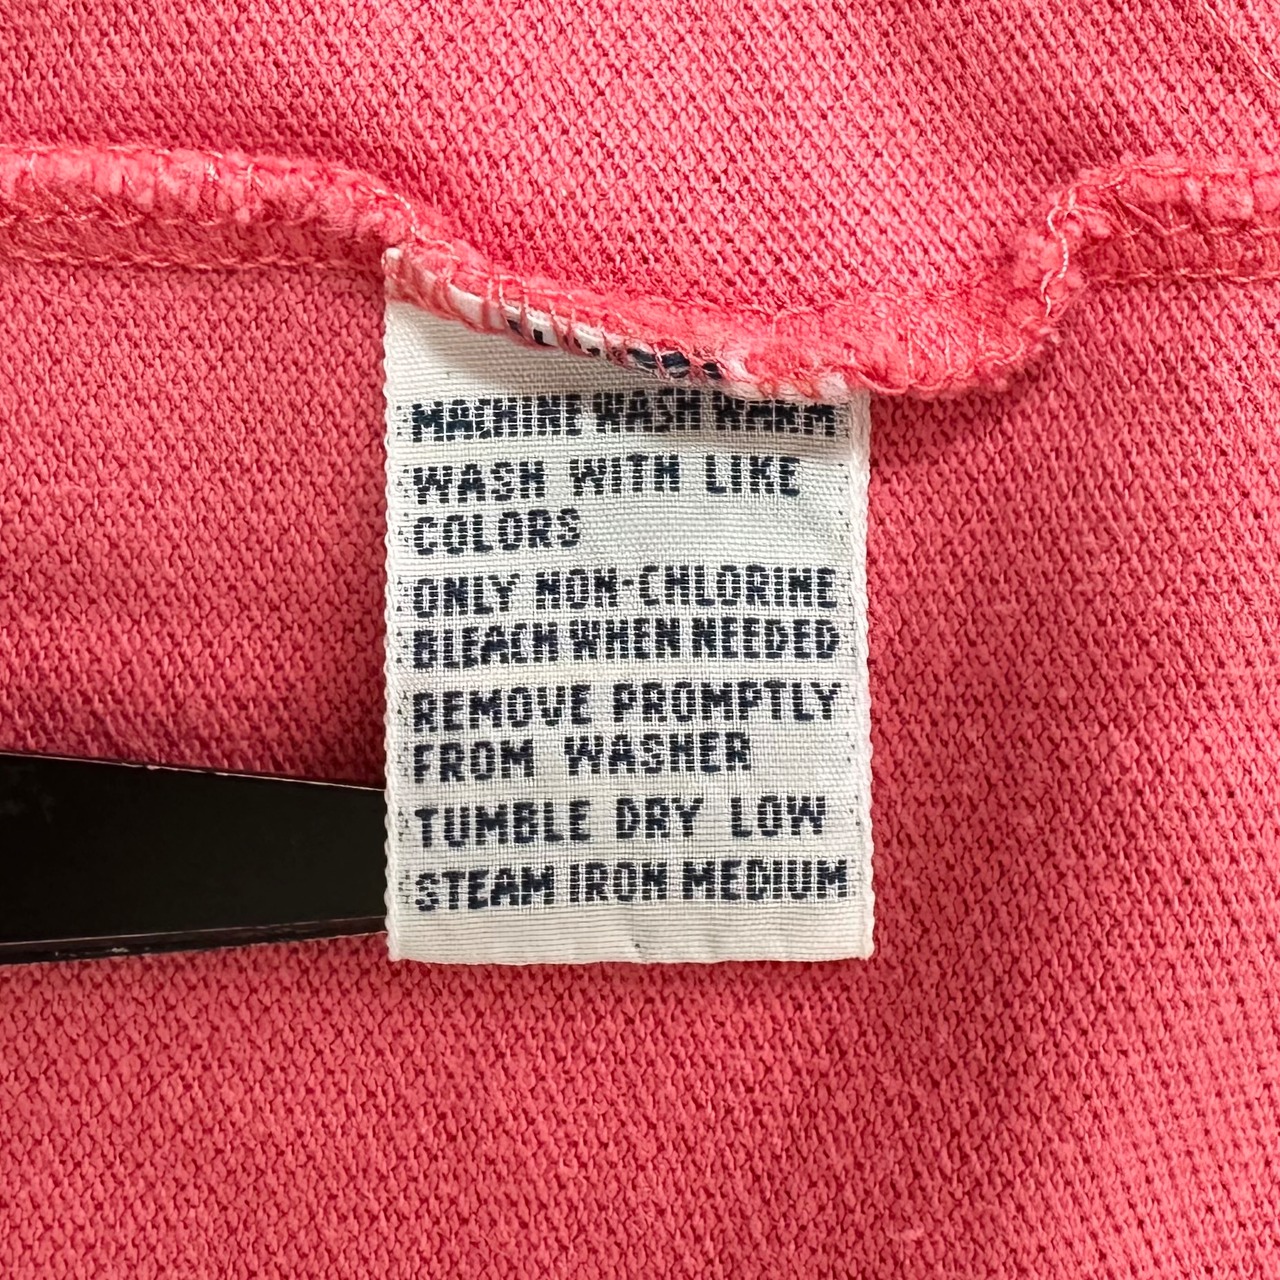 MACHINE WASH WARM
WASH WITH LIKE
COLORS
ONLY NON-CHLORINE
BLEACH WHEN NEEDED
REMOVE PROMPTLY
FROM WASHER
TUMBLE DRY LOW
STEAM IRON MEDIUM